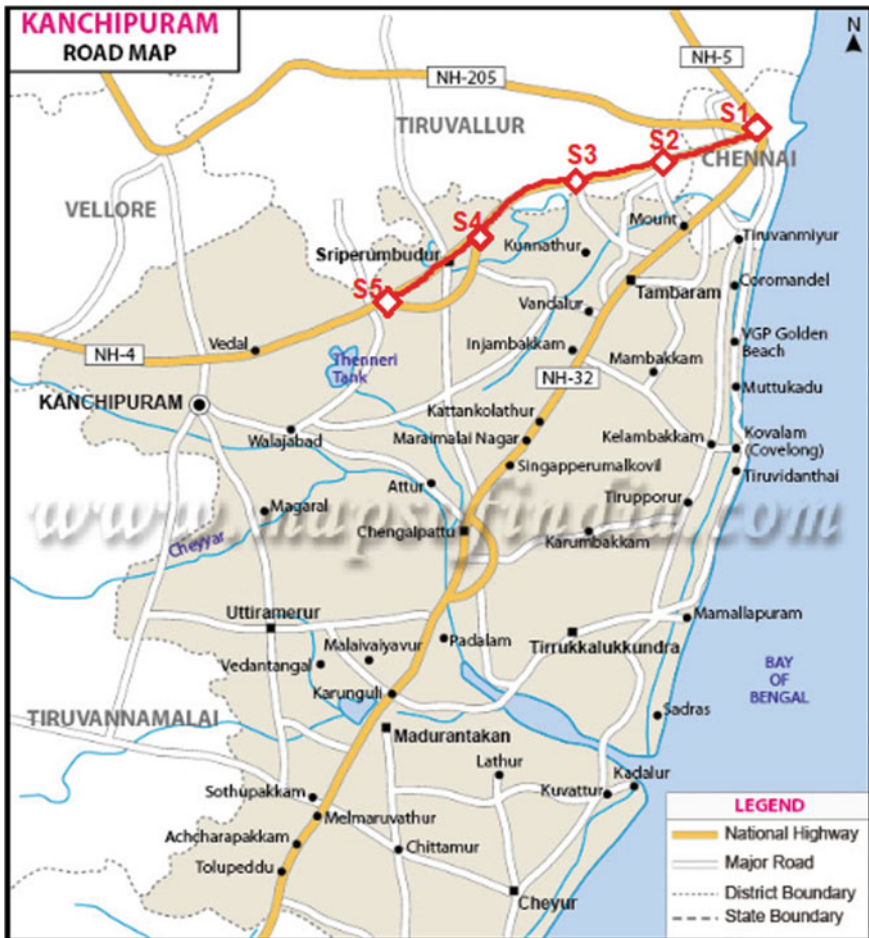 KANCHIPURAM
ROAD MAP
N
NH-5
NH-205
TIRUVALLUR
S1
S2
CHENNAI
S3
VELLORE
S4
Mount
Kunnathur
Tiruvanmiyur
Sriperumbudur
S5
Tambaram
Coromandel
Vandalur
NH-4
Vedal
Thenneri
Tank
Injambakkam
VGP Golden
Beach
Mambakkam
NH-32
Muttukadu
KANCHIPURAM
Kattankolathur
Walajabad
Maraimalai Nagar
Kelambakkam
Kovalam
(Covelong)
Singapperumalkovil
Tiruvidanthai
Attur
Tirupporur
Magaral
www.mapsofindia.com
Chengalpattu
Karumbakkam
Cheyyar
Uttiramerur
Mamallapuram
Malaivaiyavur
Padalam
Tirrukkalukkundra
Vedantangal
BAY
OF
BENGAL
Karunguli
TIRUVANNAMALAI
Sadras
Madurantakan
Lathur
Kadalur
Sothupakkam
Kuvattur
Melmaruvathur
Achcharapakkam
Chittamur
Tolupeddu
Cheyur
LEGEND
National Highway
Major Road
District Boundary
State Boundary